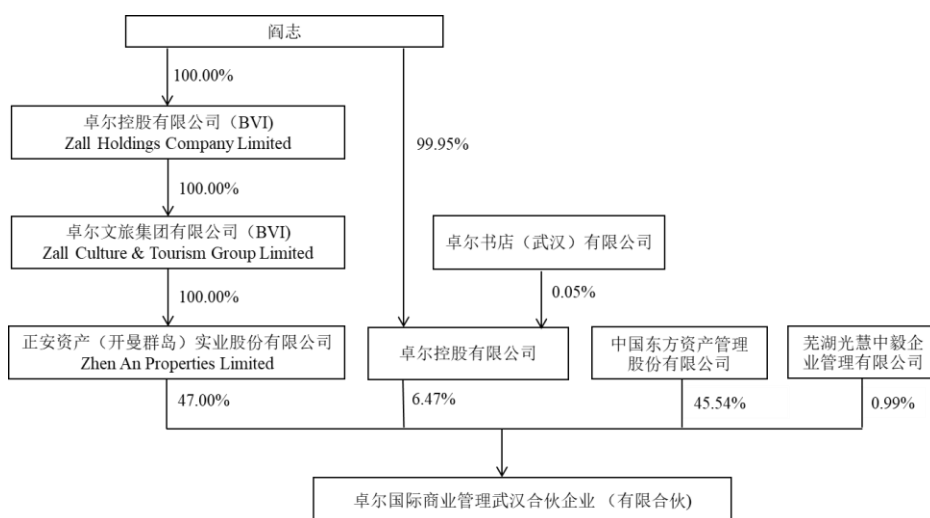 阎志
100.00%
卓尔控股有限公司（BVI)
Zall Holdings Company Limited
99.95%
100.00%
卓尔文旅集团有限公司（BVI)
Zall Culture & Tourism Group Limited
卓尔书店（武汉）有限公司
100.00%
0.05%
正安资产（开曼群岛）实业股份有限公司
Zhen An Properties Limited
卓尔控股有限公司
中国东方资产管理
股份有限公司
芜湖光慧中毅企
业管理有限公司
47.00%
6.47%
45.54%
0.99%
卓尔国际商业管理武汉合伙企业 （有限合伙)